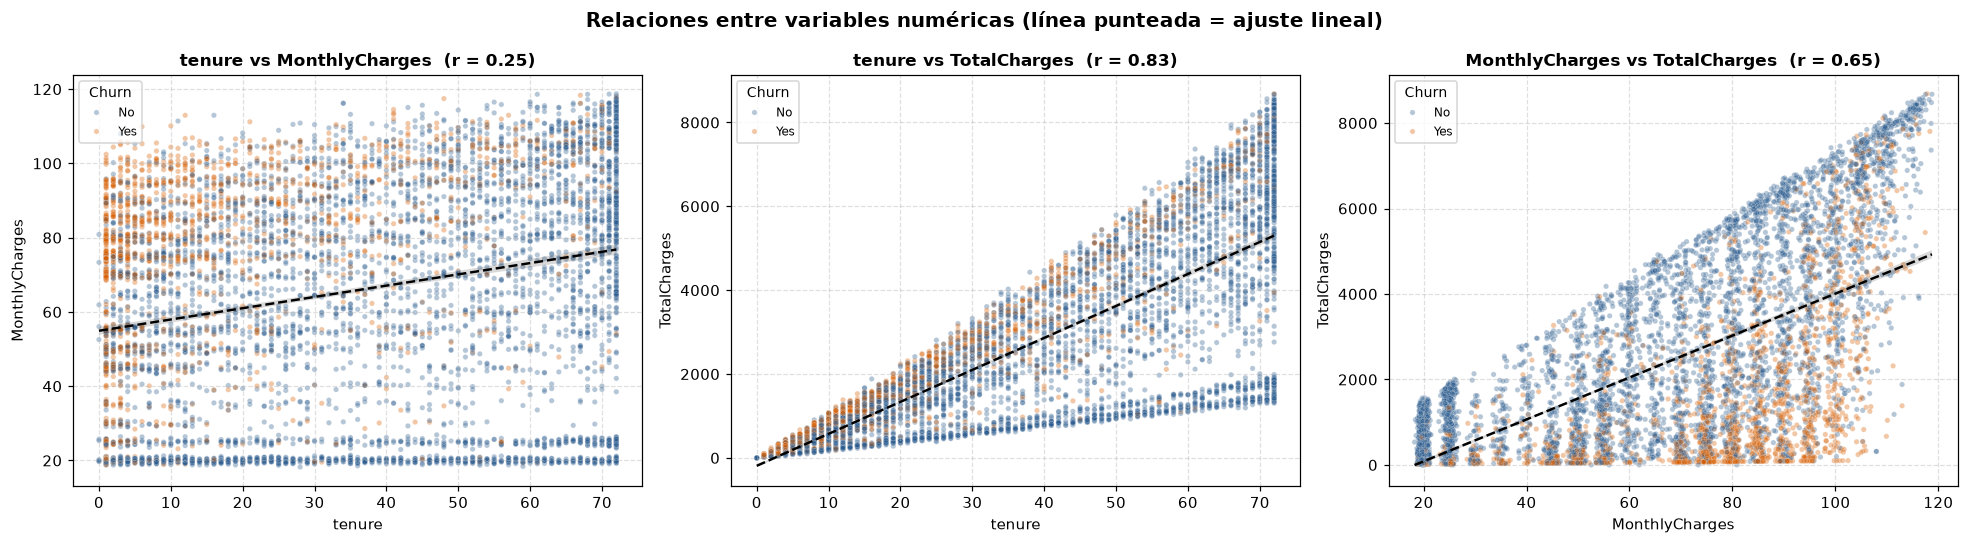 Relaciones entre variables numéricas (línea punteada = ajuste lineal)
tenure vs MonthlyCharges (r = 0.25)
Churn
No
Yes
120
100
80
60
40
20
MonthlyCharges
0 10 20 30 40 50 60 70
tenure
tenure vs TotalCharges (r = 0.83)
Churn
No
Yes
8000
6000
4000
2000
0
TotalCharges
0 10 20 30 40 50 60 70
tenure
MonthlyCharges vs TotalCharges (r = 0.65)
Churn
No
Yes
8000
6000
4000
2000
0
TotalCharges
20 40 60 80 100 120
MonthlyCharges